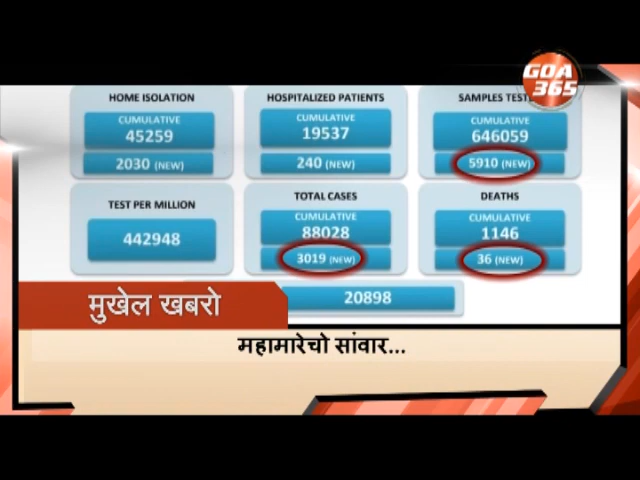 GOA
365
HOME ISOLATION
CUMULATIVE
45259
2030 (NEW)
HOSPITALIZED PATIENTS
CUMULATIVE
19537
240 (NEW)
SAMPLES TESTE
CUMULATIVE
646059
5910 (NEW)
TEST PER MILLION
442948
TOTAL CASES
CUMULATIVE
88028
3019 (NEW)
DEATHS
CUMULATIVE
1146
36 (NEW)
20898
मुखेल खबरो
महामारेचो सांवार...